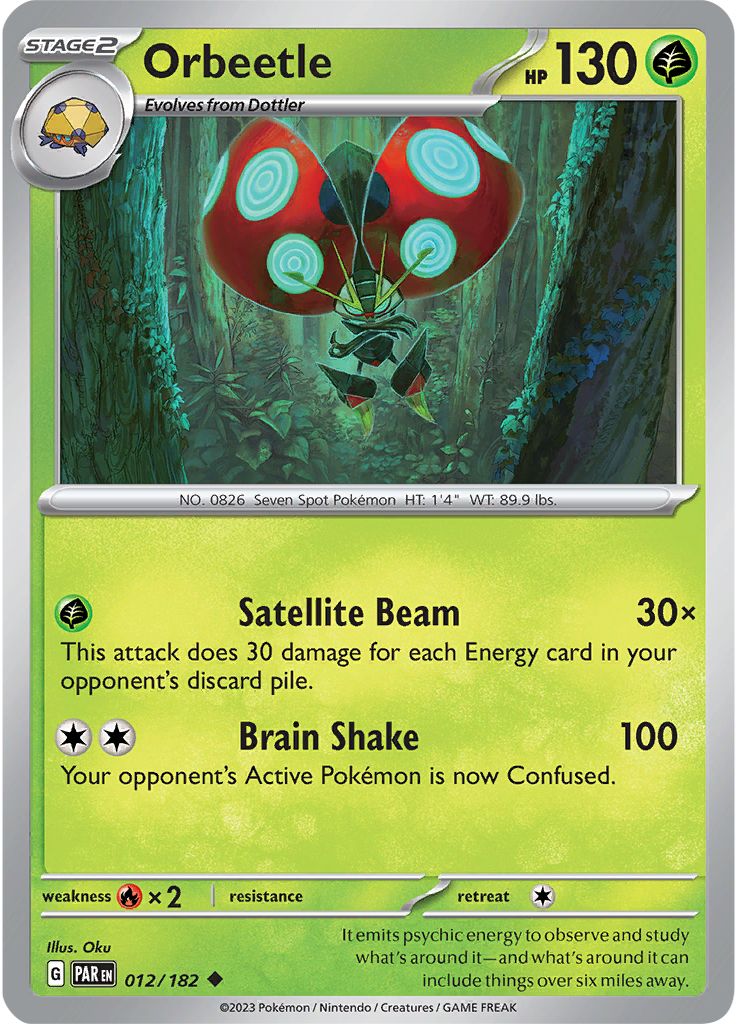 STAGE2
Orbeetle
HP 130
Evolves from Dottler
NO. 0826 Seven Spot Pokémon HT: 1'4" WT: 89.9 lbs.
Satellite Beam 30×
This attack does 30 damage for each Energy card in your
opponent's discard pile.
Brain Shake 100
Your opponent's Active Pokémon is now Confused.
weakness ×2 resistance retreat
Illus. Oku
G PAR EN 012/182
It emits psychic energy to observe and study
what's around it—and what's around it can
include things over six miles away.
©2023 Pokémon / Nintendo / Creatures / GAME FREAK